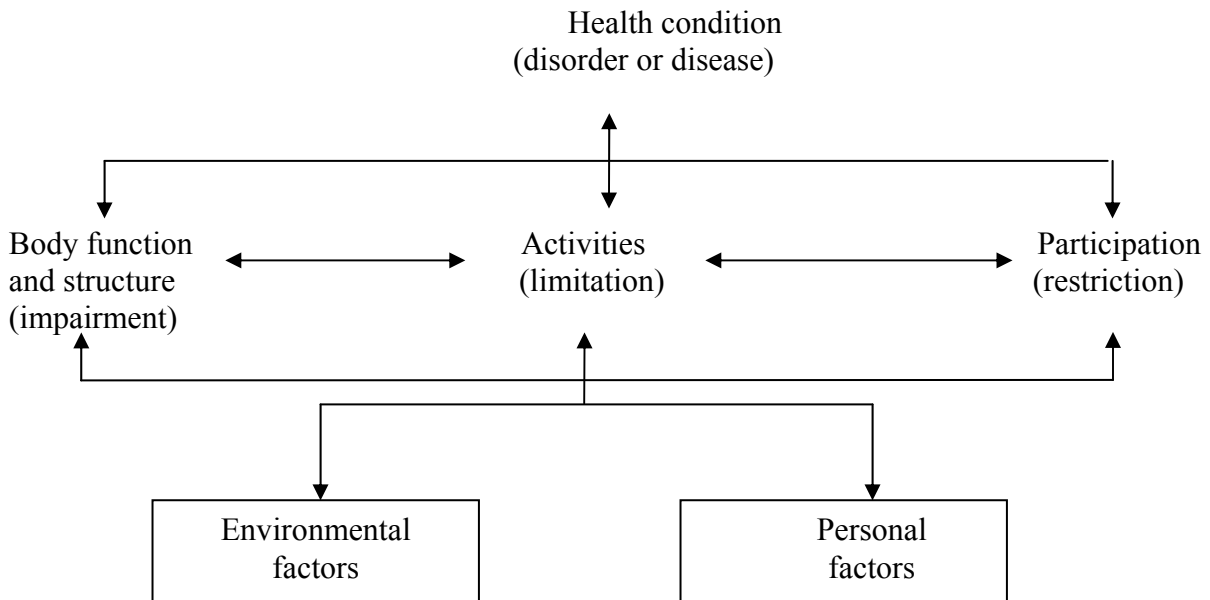 Health condition
(disorder or disease)
Body function
and structure
(impairment)
Activities
(limitation)
Participation
(restriction)
Environmental
factors
Personal
factors